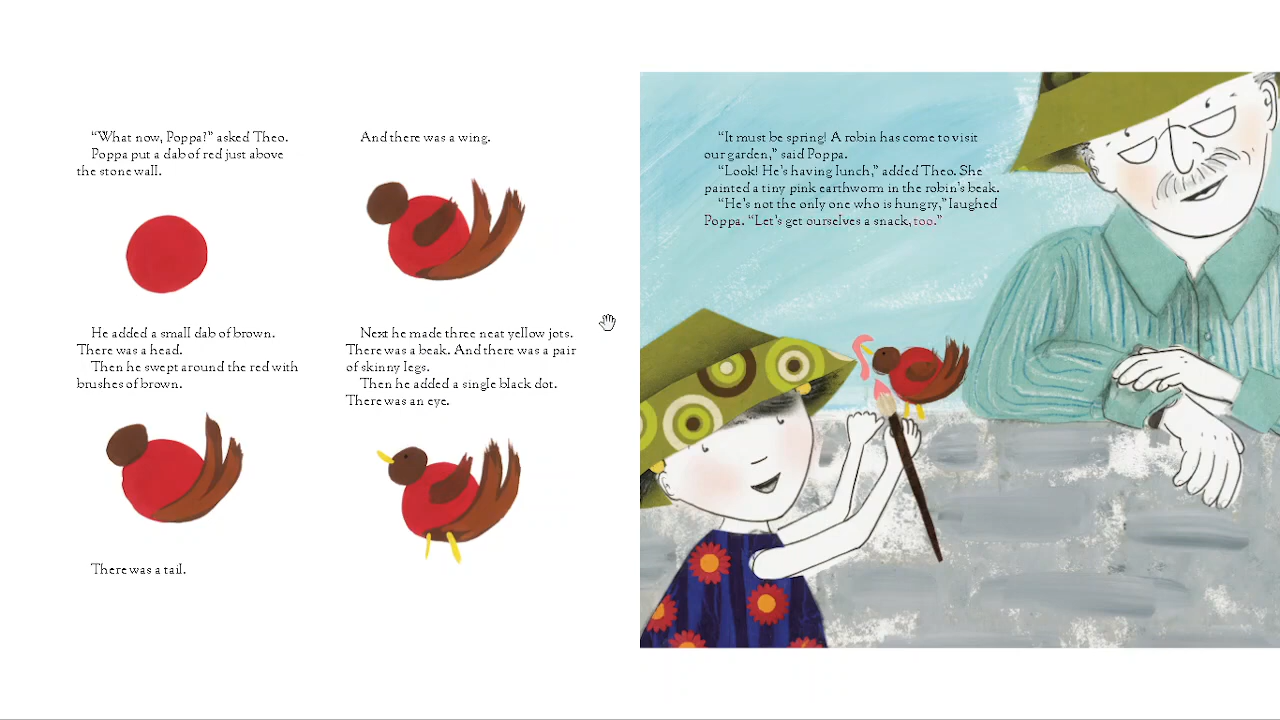 “What now, Poppa?” asked Theo.
Poppa put a dab of red just above
the stone wall.
He added a small dab of brown.
There was a head.
Then he swept around the red with
brushes of brown.
There was a tail.
And there was a wing.
Next he made three neat yellow jots.
There was a beak. And there was a pair
of skinny legs.
Then he added a single black dot.
There was an eye.
“It must be spring! A robin has come to visit
our garden,” said Poppa.
“Look! He’s having lunch,” added Theo. She
painted a tiny pink earthworm in the robin’s beak.
“He’s not the only one who is hungry,” laughed
Poppa. “Let’s get ourselves a snack, too.”